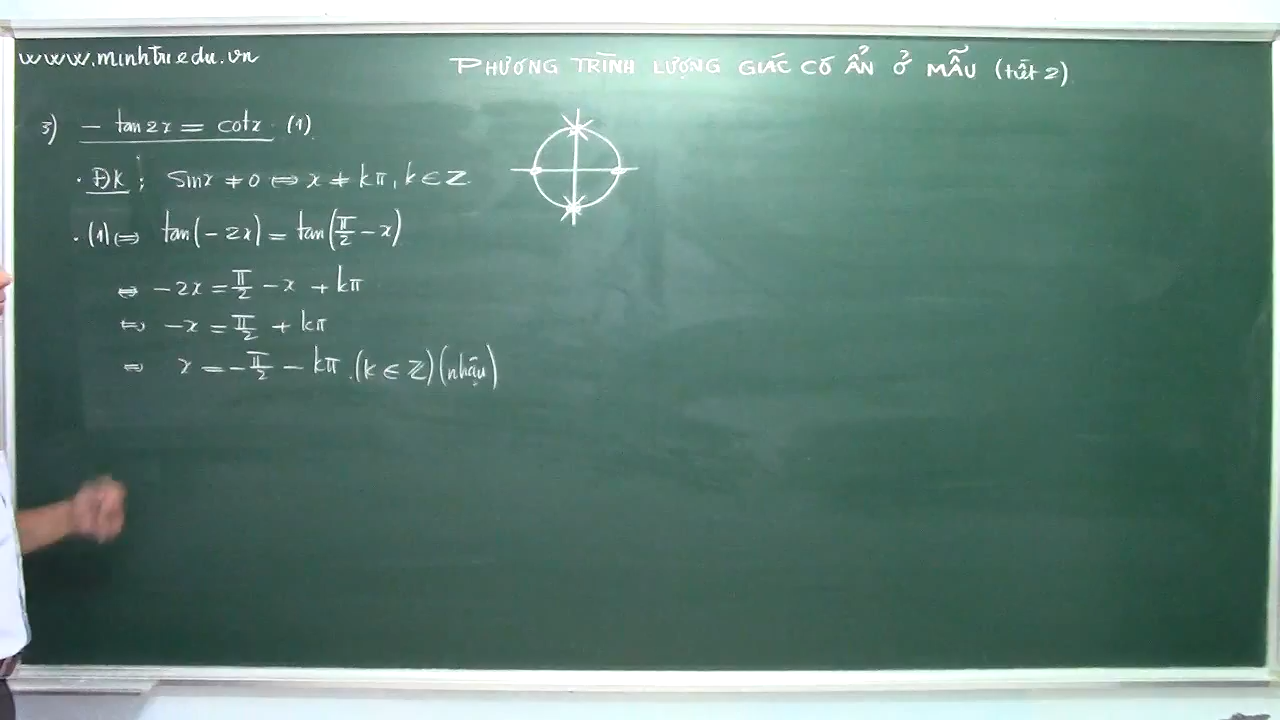 www.minhtriedu.vn
PHƯƠNG TRÌNH LƯỢNG GIÁC CÓ ẨN Ở MẪU (tiết 2)
3) - tan2x = cotx (1).
. ĐK : sinx ≠ 0 ⇔ x ≠ kπ, k ∈ Z.
. (1) ⇔ tan(-2x) = tan(π/2 - x)
⇔ -2x = π/2 - x + kπ
⇔ -x = π/2 + kπ
⇔ x = -π/2 - kπ .(k ∈ Z) (nhận)